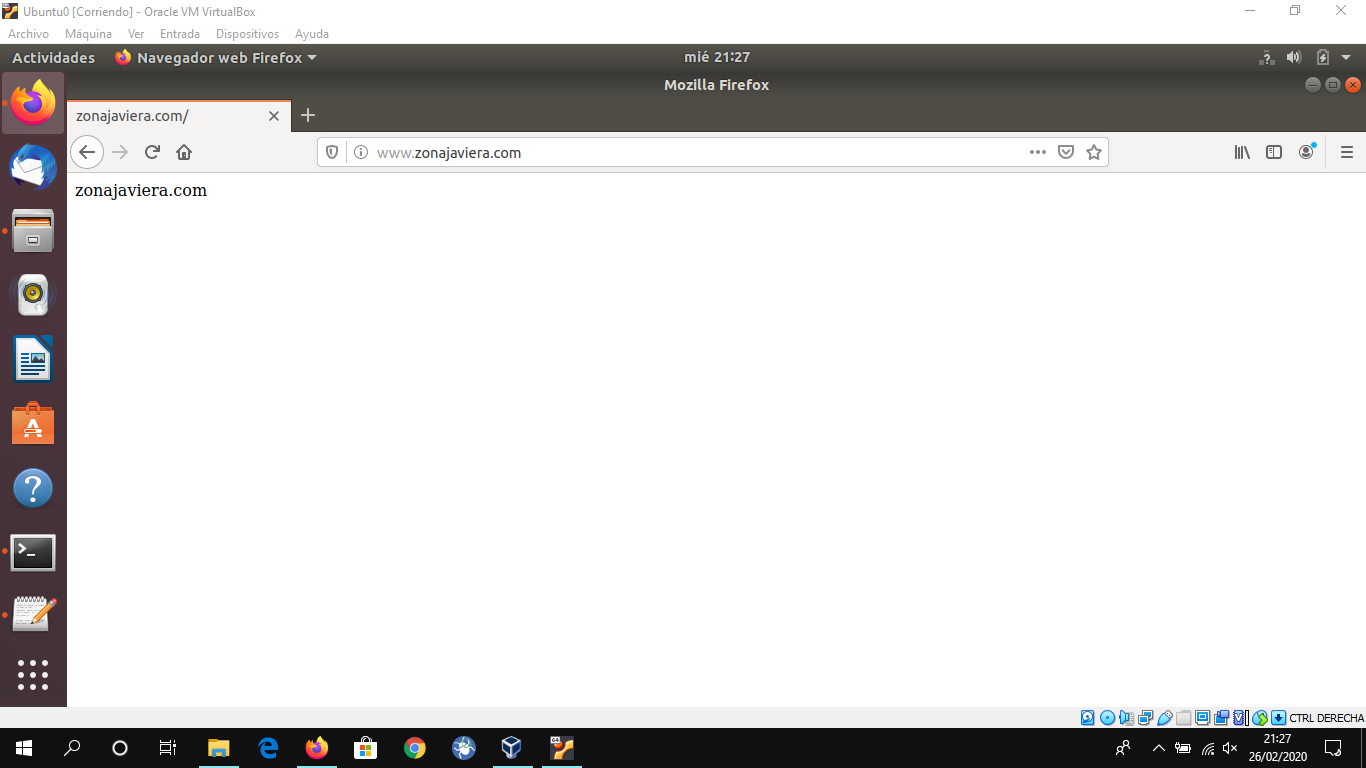 Ubuntu0 [Corriendo] - Oracle VM VirtualBox
Archivo Máquina Ver Entrada Dispositivos Ayuda
Actividades Navegador web Firefox mié 21:27
Mozilla Firefox
zonajaviera.com/
www.zonajaviera.com
zonajaviera.com
CTRL DERECHA
21:27
26/02/2020